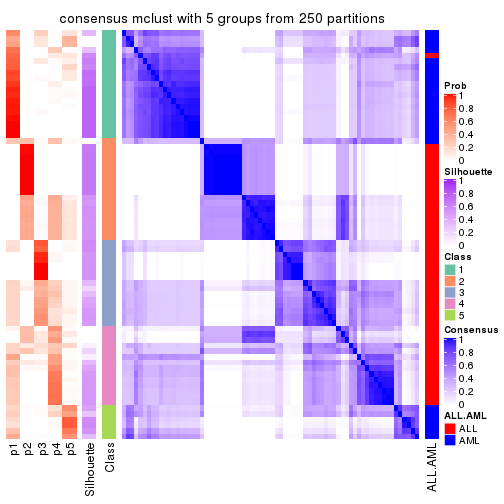 consensus mclust with 5 groups from 250 partitions
Prob
1
0.8
0.6
0.4
0.2
0
Silhouette
1
0.8
0.6
0.4
0.2
0
Class
1
2
3
4
5
Consensus
1
0.8
0.6
0.4
0.2
0
ALL.AML
ALL
AML
p1
p2
p3
p4
p5
Silhouette
Class
ALL.AML